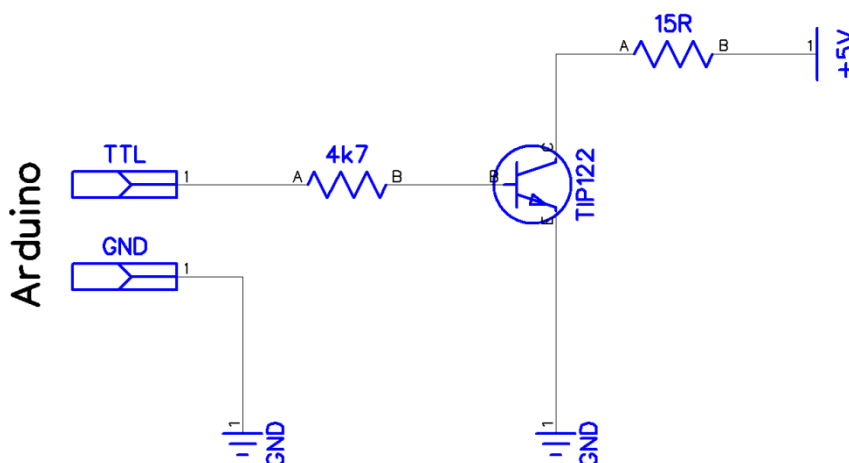 15R
A
B
1
+5V
Arduino
TTL
1
4k7
A
B
B
C
E
TIP122
GND
1
1
GND
1
GND